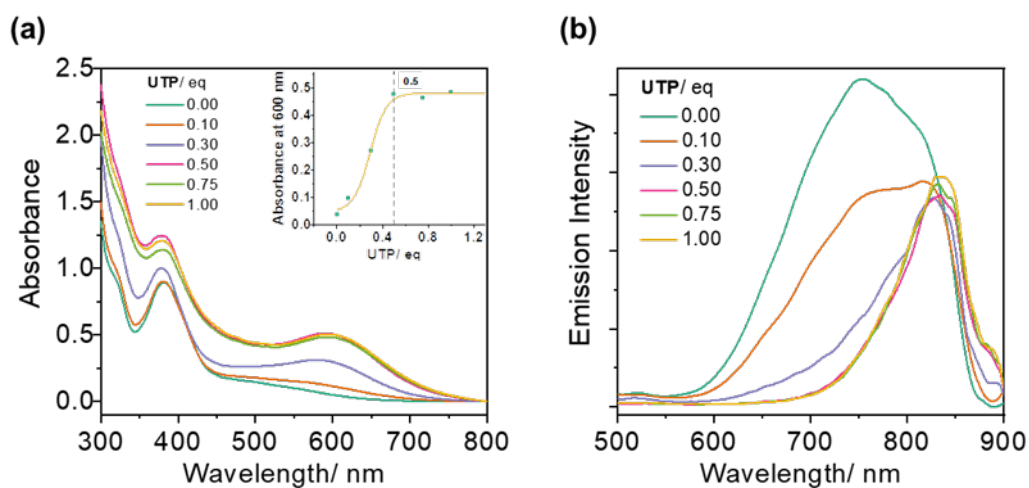 (a)
2.5
2.0
1.5
1.0
0.5
0.0
Absorbance
300 400 500 600 700 800
Wavelength/ nm
UTP/ eq
0.00
0.10
0.30
0.50
0.75
1.00
0.6
0.5
0.4
0.3
0.2
0.1
0.0
Absorbance at 600 nm
0.5
0.0 0.4 0.8 1.2
UTP/ eq
(b)
Emission Intensity
UTP/ eq
0.00
0.10
0.30
0.50
0.75
1.00
500 600 700 800 900
Wavelength/ nm